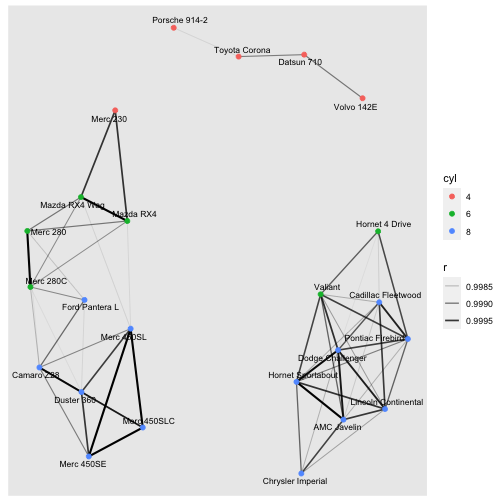 Porsche 914-2
Toyota Corona
Datsun 710
Volvo 142E
Merc 230
Mazda RX4 Wag
Mazda RX4
Merc 280
Hornet 4 Drive
Merc 280C
Valiant
Cadillac Fleetwood
Ford Pantera L
Merc 450SL
Pontiac Firebird
Dodge Challenger
Camaro Z28
Hornet Sportabout
Duster 360
Lincoln Continental
Merc 450SLC
AMC Javelin
Merc 450SE
Chrysler Imperial
cyl
4
6
8
r
0.9985
0.9990
0.9995